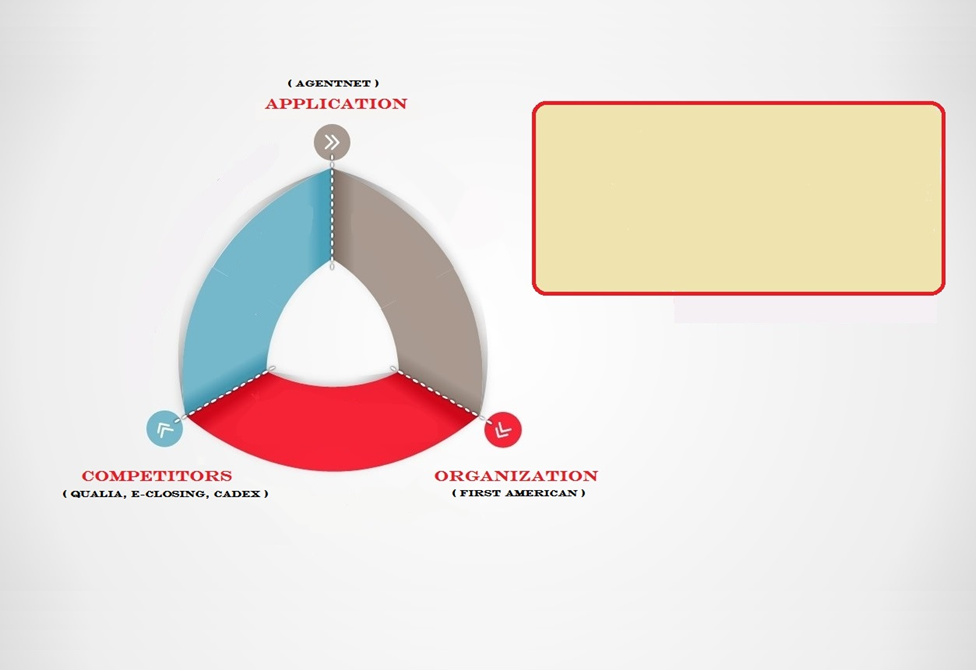 ( AGENTNET )
APPLICATION
COMPETITORS
( QUALIA, E-CLOSING, CADEX )
ORGANIZATION
( FIRST AMERICAN )